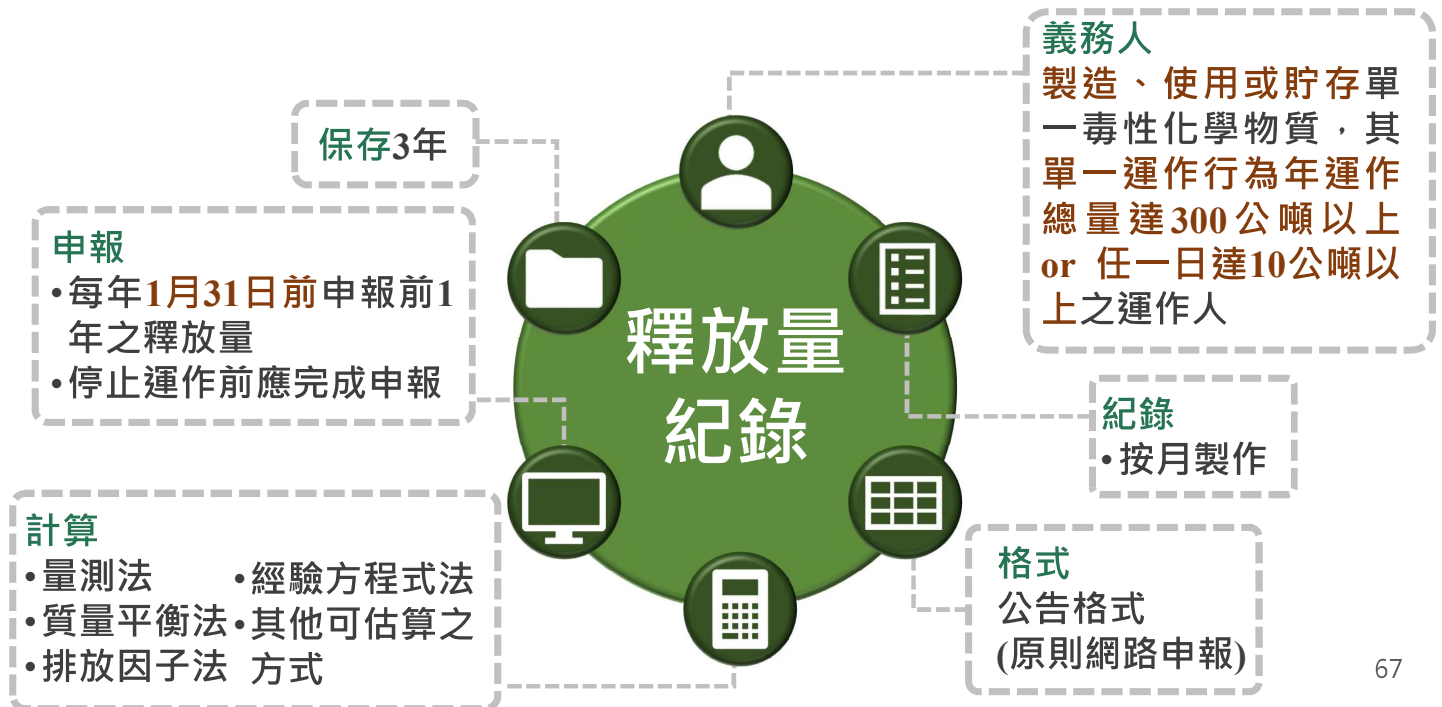 義務人
製造、使用或貯存單
一毒性化學物質，其
單一運作行為年運作
總量達300公噸以上
or 任一日達10公噸以
上之運作人
保存3年
申報
•每年1月31日前申報前1
年之釋放量
•停止運作前應完成申報
釋放量
紀錄
紀錄
•按月製作
計算
•量測法
•質量平衡法
•排放因子法
•經驗方程式法
•其他可估算之
方式
格式
公告格式
(原則網路申報)
67